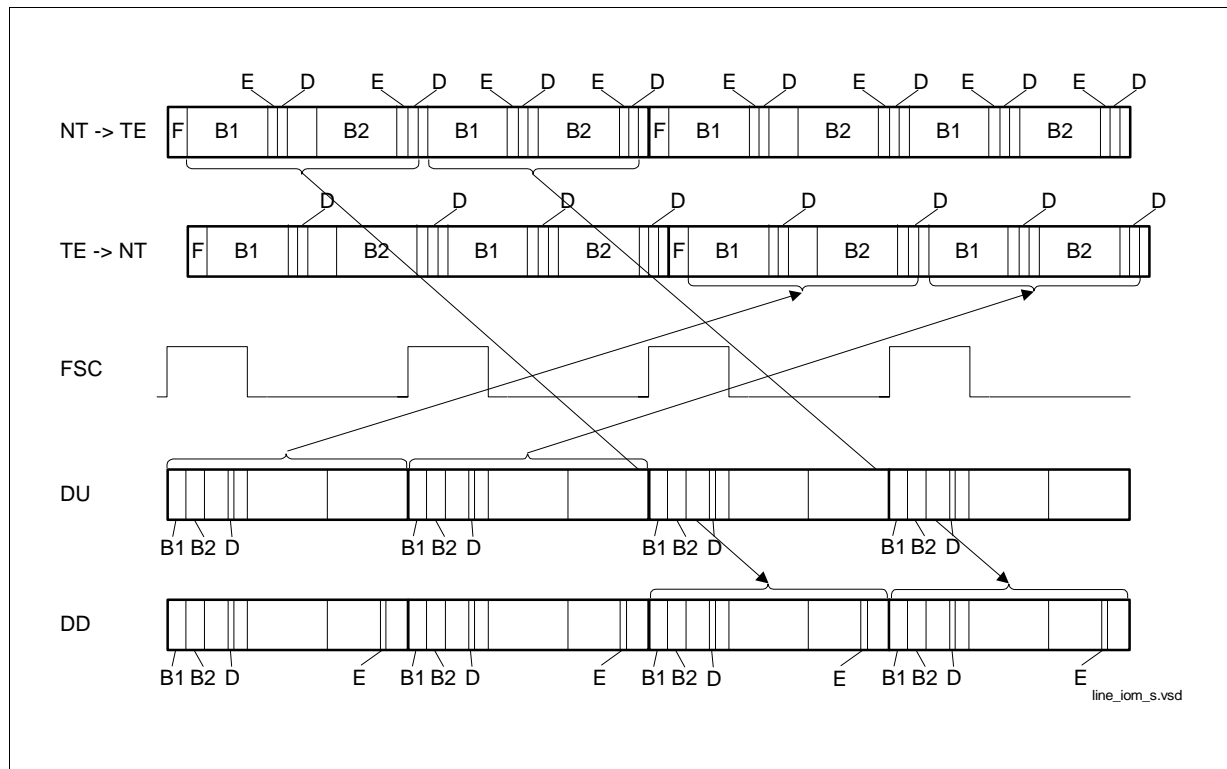 E D E D E D E D E D E D E D E D
NT -> TE F B1 B2 B1 B2 F B1 B2 B1 B2
D D D D D D D D
TE -> NT F B1 B2 B1 B2 F B1 B2 B1 B2
FSC
DU
B1 B2 D B1 B2 D B1 B2 D B1 B2 D
DD
B1 B2 D E B1 B2 D E B1 B2 D E B1 B2 D E
line_iom_s.vsd